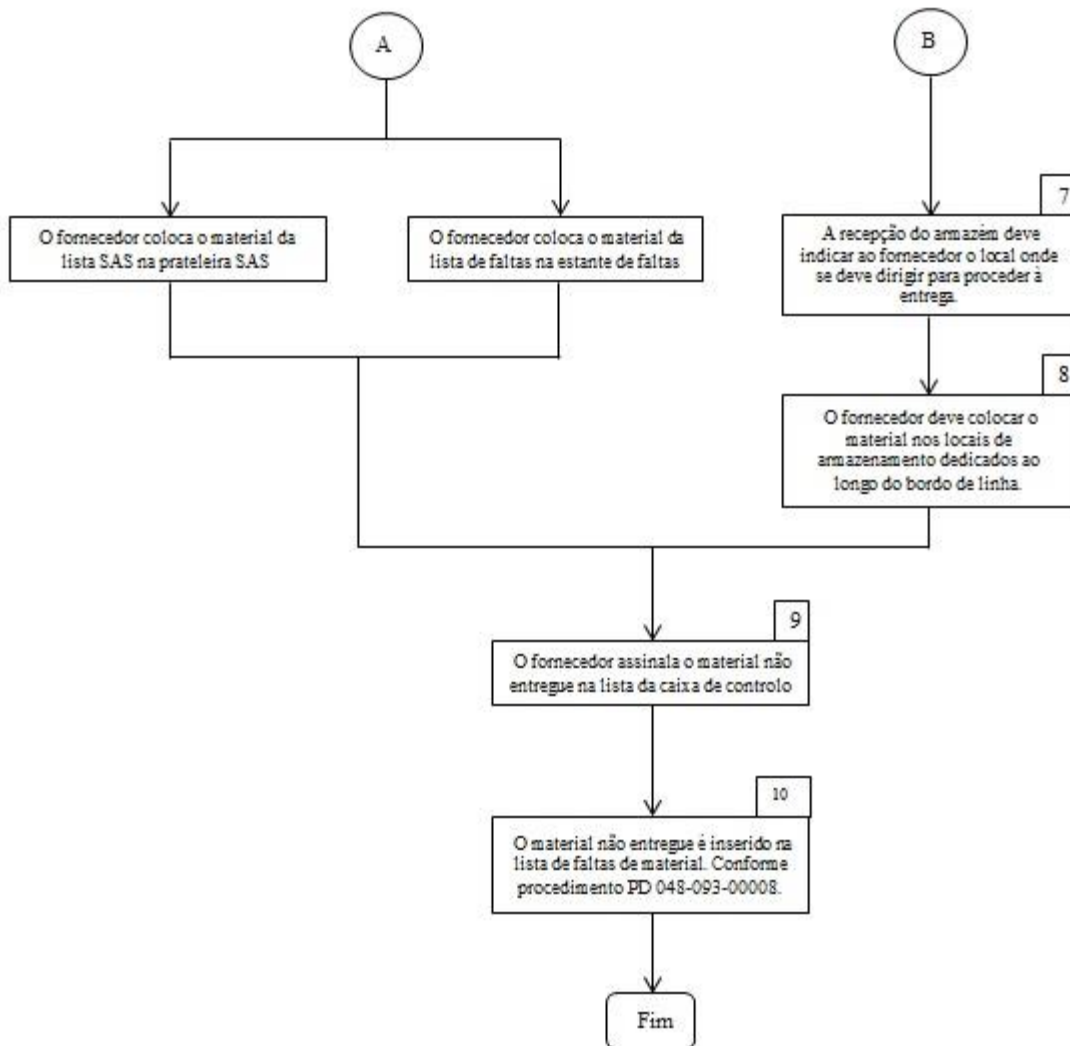 A
B
O fornecedor coloca o material da
lista SAS na prateleira SAS
O fornecedor coloca o material da
lista de faltas na estante de faltas
7
A recepção do armazém deve
indicar ao fornecedor o local onde
se deve dirigir para proceder à
entrega.
8
O fornecedor deve colocar o
material nos locais de
armazenamento dedicados ao
longo do bordo de linha.
9
O fornecedor assinala o material não
entregue na lista da caixa de controlo
10
O material não entregue é inserido na
lista de faltas de material. Conforme
procedimento PD 048-093-00008.
Fim